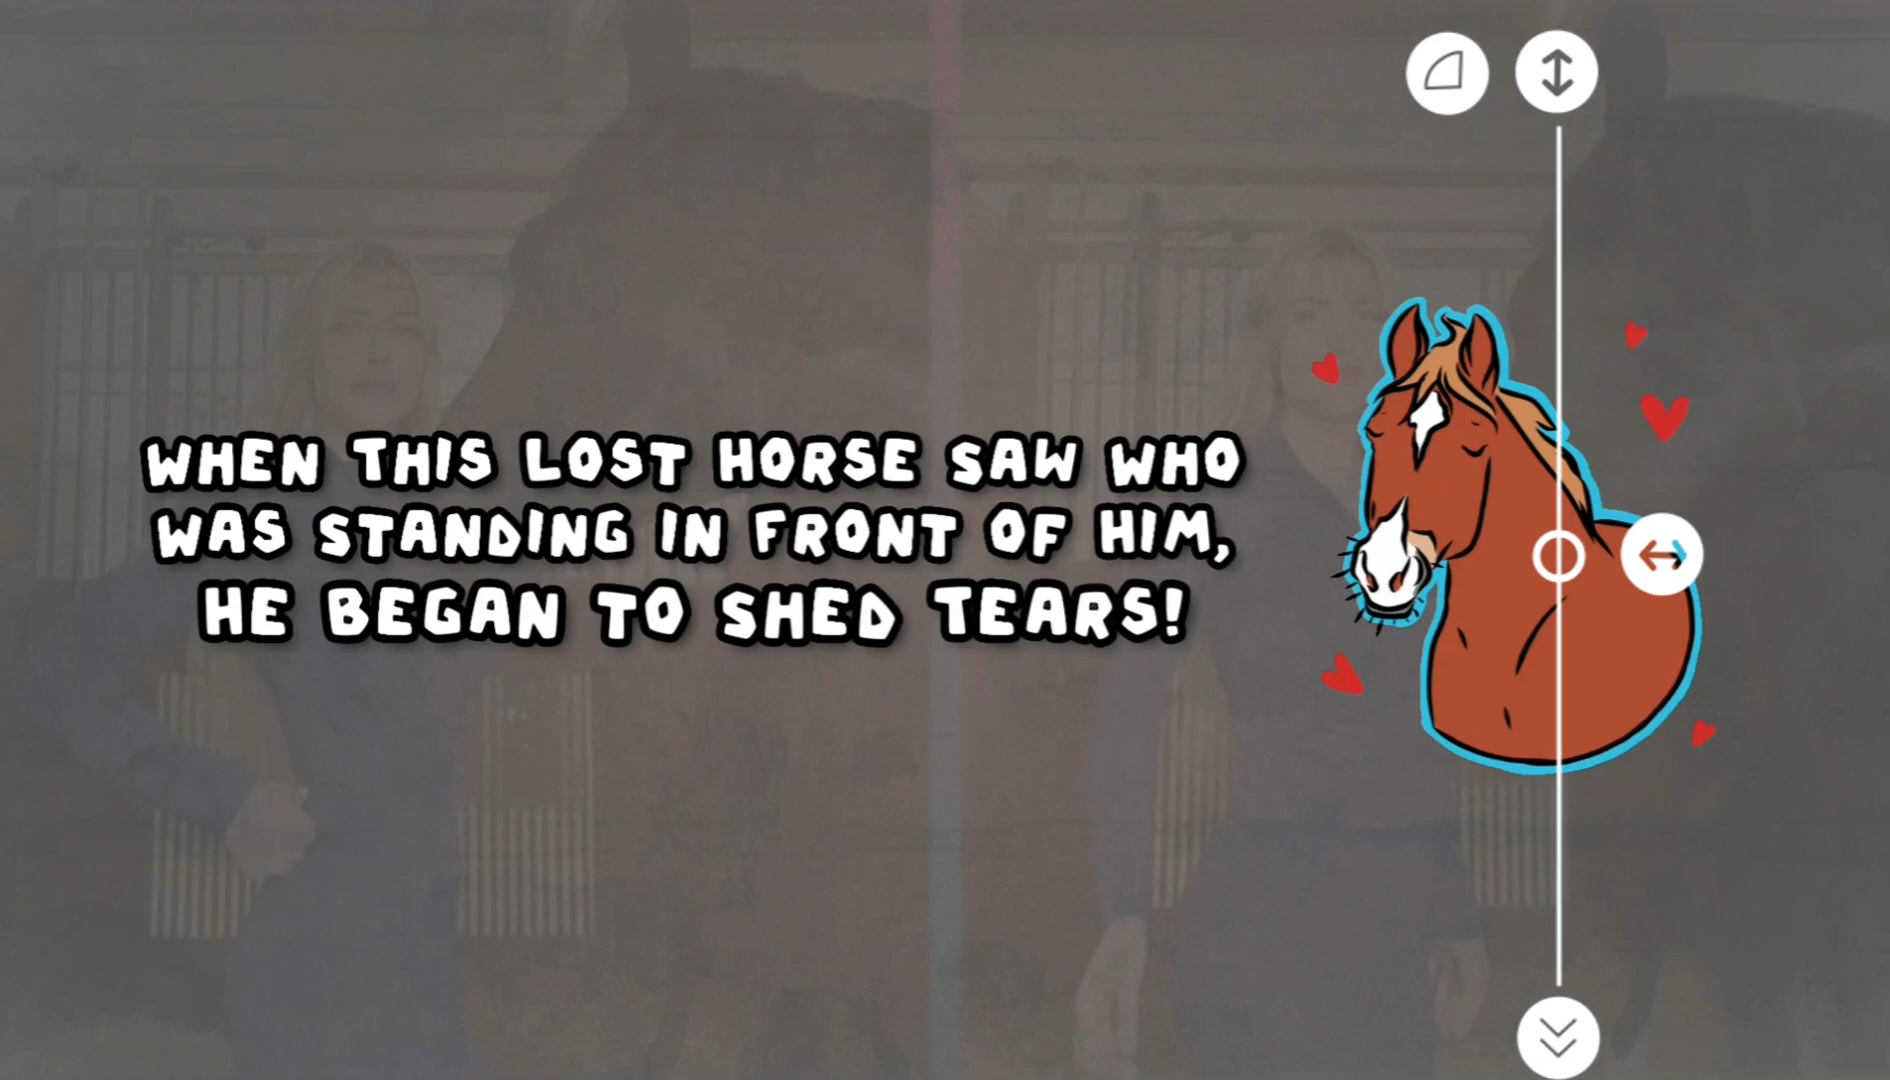 WHEN THIS LOST HORSE SAW WHO
WAS STANDING IN FRONT OF HIM,
HE BEGAN TO SHED TEARS!